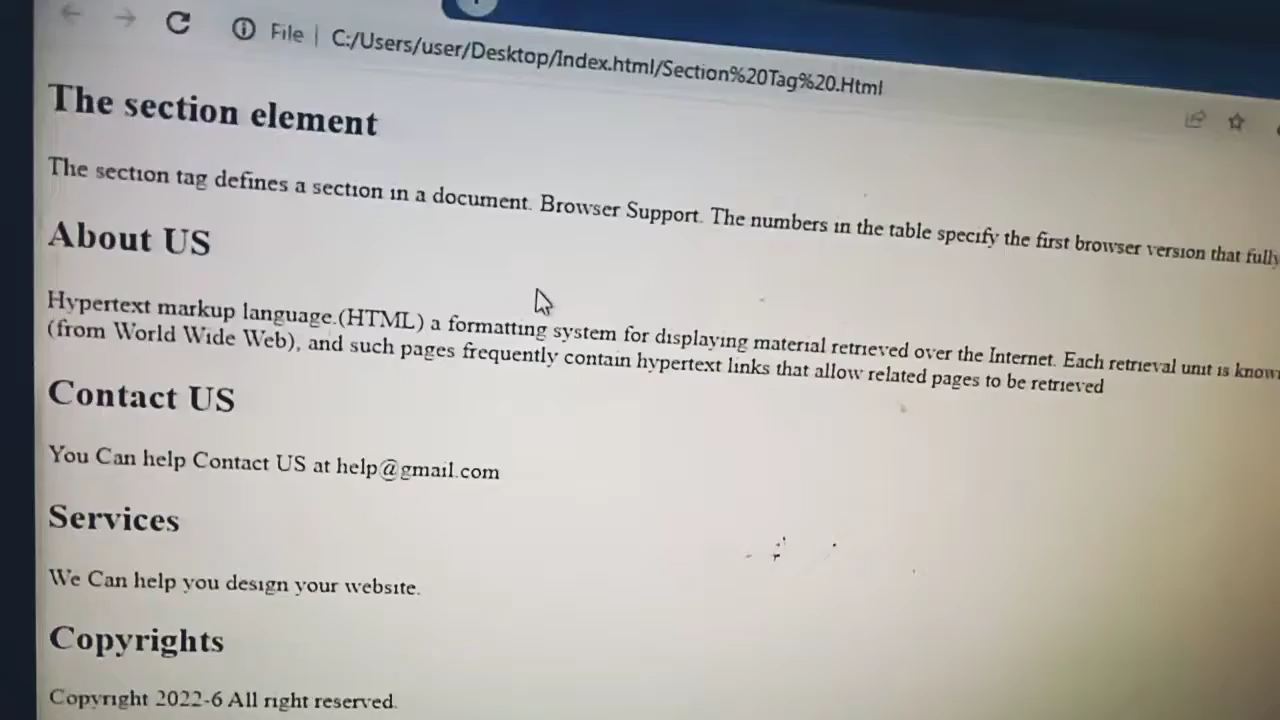 File | C:/Users/user/Desktop/Index.html/Section%20Tag%20.Html
The section element
The section tag defines a section in a document. Browser Support. The numbers in the table specify the first browser version that fully
About US
Hypertext markup language.(HTML) a formatting system for displaying material retrieved over the Internet. Each retrieval unit is know
(from World Wide Web), and such pages frequently contain hypertext links that allow related pages to be retrieved
Contact US
You Can help Contact US at help@gmail.com
Services
We Can help you design your website.
Copyrights
Copyright 2022-6 All right reserved.